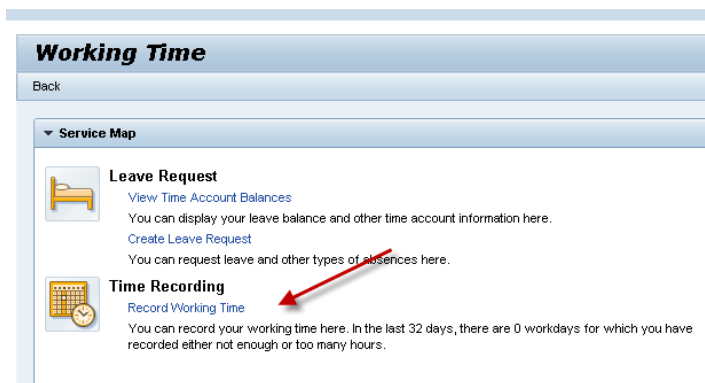 Working Time
Back
Service Map
Leave Request
View Time Account Balances
You can display your leave balance and other time account information here.
Create Leave Request
You can request leave and other types of absences here.
Time Recording
Record Working Time
You can record your working time here. In the last 32 days, there are 0 workdays for which you have
recorded either not enough or too many hours.